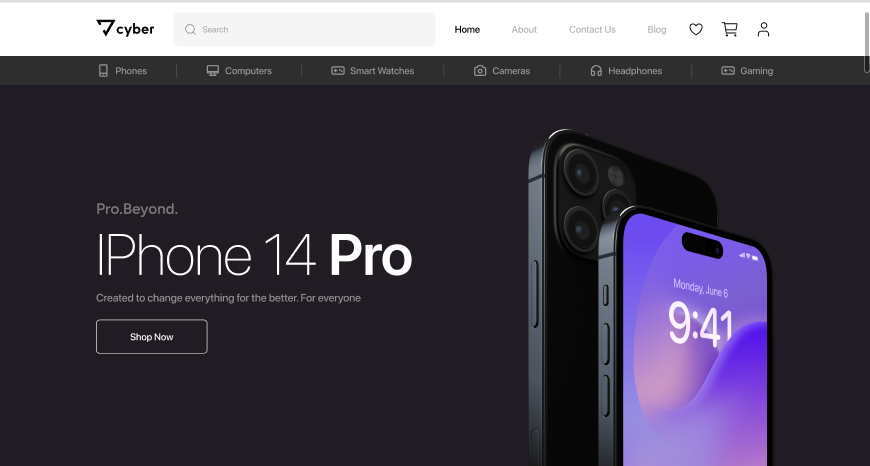 cyber
Search
Home
About
Contact Us
Blog
Phones
Computers
Smart Watches
Cameras
Headphones
Gaming
Pro.Beyond.
IPhone 14 Pro
Created to change everything for the better. For everyone
Shop Now
Monday, June 6
9:41